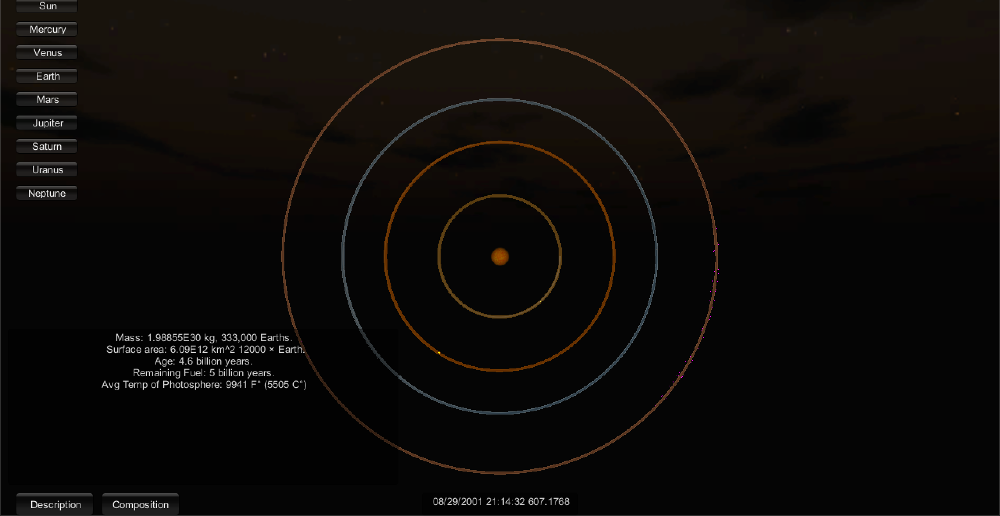 Sun
Mercury
Venus
Earth
Mars
Jupiter
Saturn
Uranus
Neptune
Mass: 1.98855E30 kg, 333,000 Earths.
Surface area: 6.09E12 km^2 12000 × Earth.
Age: 4.6 billion years.
Remaining Fuel: 5 billion years.
Avg Temp of Photosphere: 9941 F° (5505 C°)
Description
Composition
08/29/2001 21:14:32 607.1768